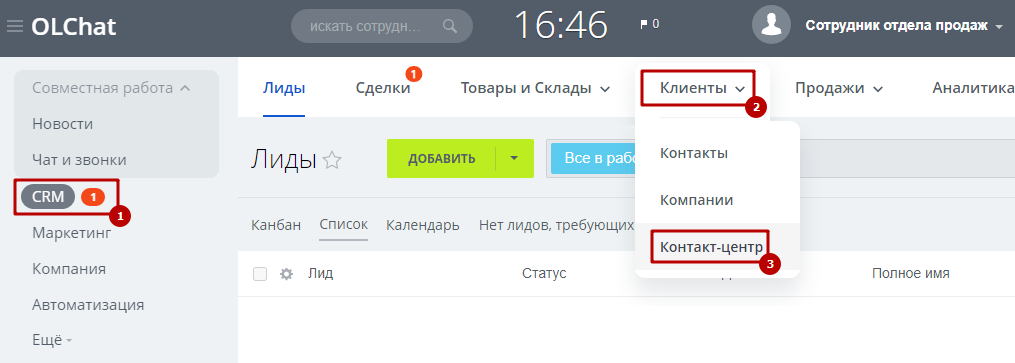 OLChat
искать сотрудн...
16:46
0
Сотрудник отдела продаж
Совместная работа
Новости
Чат и звонки
CRM 1
1
Маркетинг
Компания
Автоматизация
Ещё
Лиды
Сделки 1
Товары и Склады
Клиенты
2
Продажи
Аналитика
Лиды
ДОБАВИТЬ
Все в рабо
Контакты
Компании
Контакт-центр
3
Канбан
Список
Календарь
Нет лидов, требующих
Лид
Статус
Полное имя